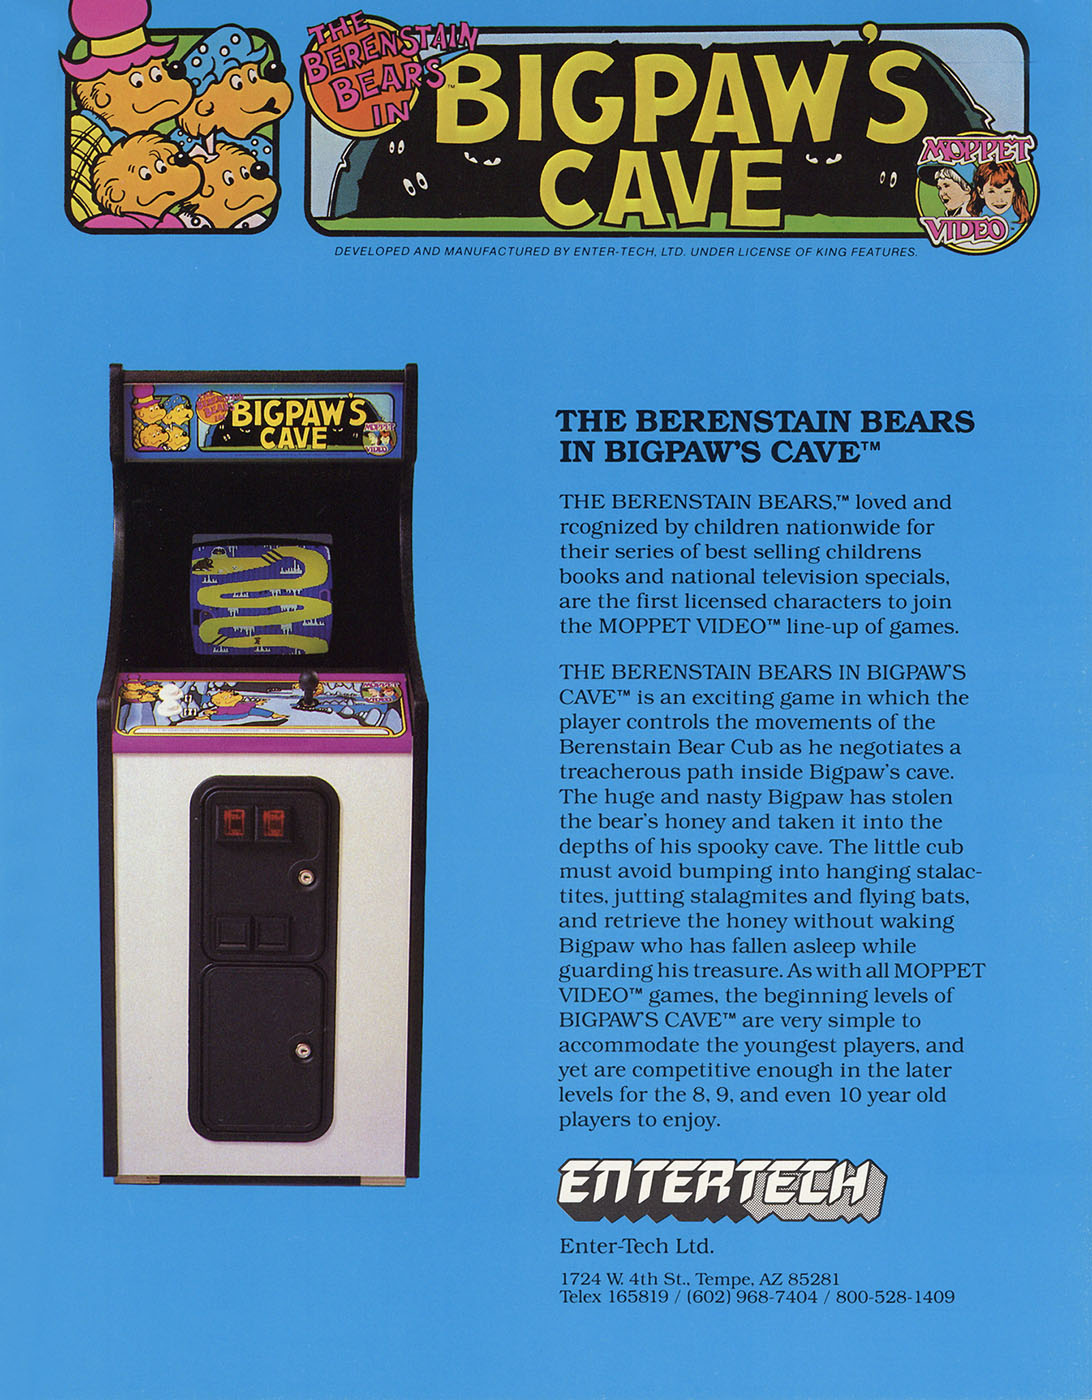 THE
BERENSTAIN
BEARS™
IN
BIGPAW'S
CAVE
MOPPET
VIDEO
DEVELOPED AND MANUFACTURED BY ENTER-TECH, LTD. UNDER LICENSE OF KING FEATURES.
THE
BERENSTAIN
BEARS
IN
BIGPAW'S
CAVE
MOPPET
VIDEO
MOPPET
VIDEO
THE BERENSTAIN BEARS
IN BIGPAW'S CAVE™
THE BERENSTAIN BEARS,™ loved and
rcognized by children nationwide for
their series of best selling childrens
books and national television specials,
are the first licensed characters to join
the MOPPET VIDEO™ line-up of games.
THE BERENSTAIN BEARS IN BIGPAW'S
CAVE™ is an exciting game in which the
player controls the movements of the
Berenstain Bear Cub as he negotiates a
treacherous path inside Bigpaw's cave.
The huge and nasty Bigpaw has stolen
the bear's honey and taken it into the
depths of his spooky cave. The little cub
must avoid bumping into hanging stalac-
tites, jutting stalagmites and flying bats,
and retrieve the honey without waking
Bigpaw who has fallen asleep while
guarding his treasure. As with all MOPPET
VIDEO™ games, the beginning levels of
BIGPAW'S CAVE™ are very simple to
accommodate the youngest players, and
yet are competitive enough in the later
levels for the 8, 9, and even 10 year old
players to enjoy.
ENTERTECH
Enter-Tech Ltd.
1724 W. 4th St., Tempe, AZ 85281
Telex 165819 / (602) 968-7404 / 800-528-1409